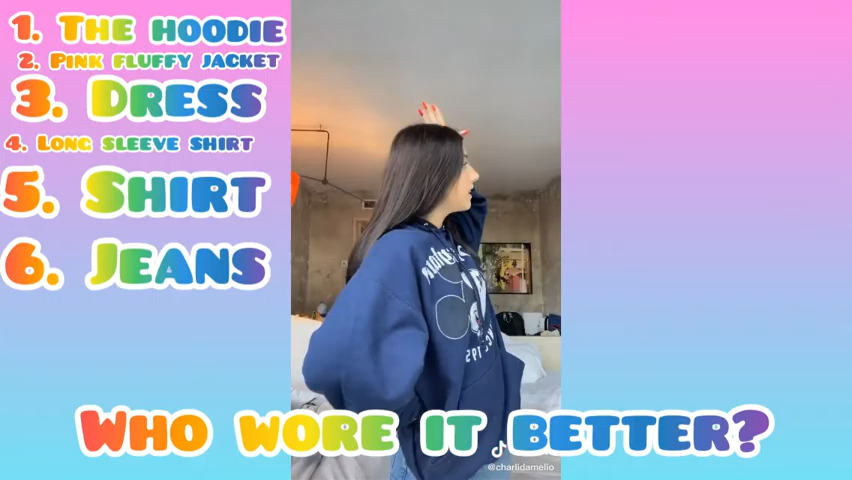 1. The hoodie
2. Pink fluffy jacket
3. Dress
4. Long sleeve shirt
5. Shirt
6. Jeans
Who wore it better?
@charlidamelio